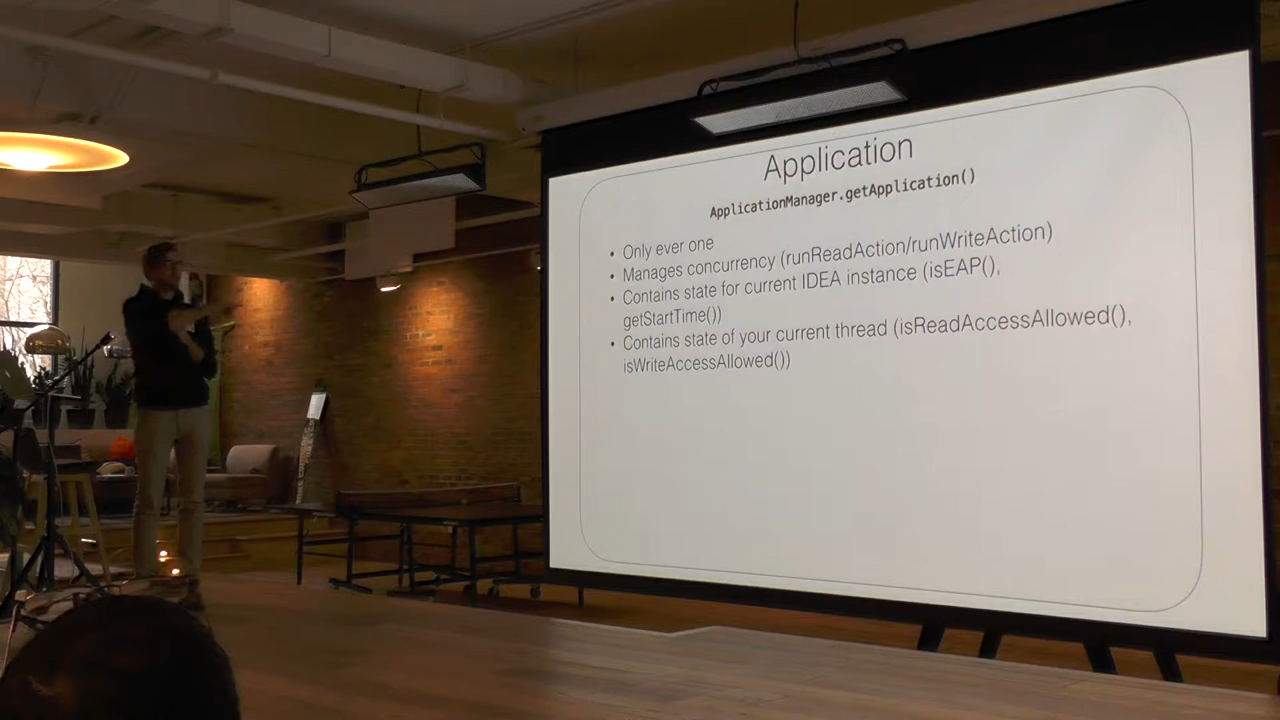 Application
ApplicationManager.getApplication()
• Only ever one
• Manages concurrency (runReadAction/runWriteAction)
• Contains state for current IDEA instance (isEAP(),
getStartTime())
• Contains state of your current thread (isReadAccessAllowed(),
isWriteAccessAllowed())